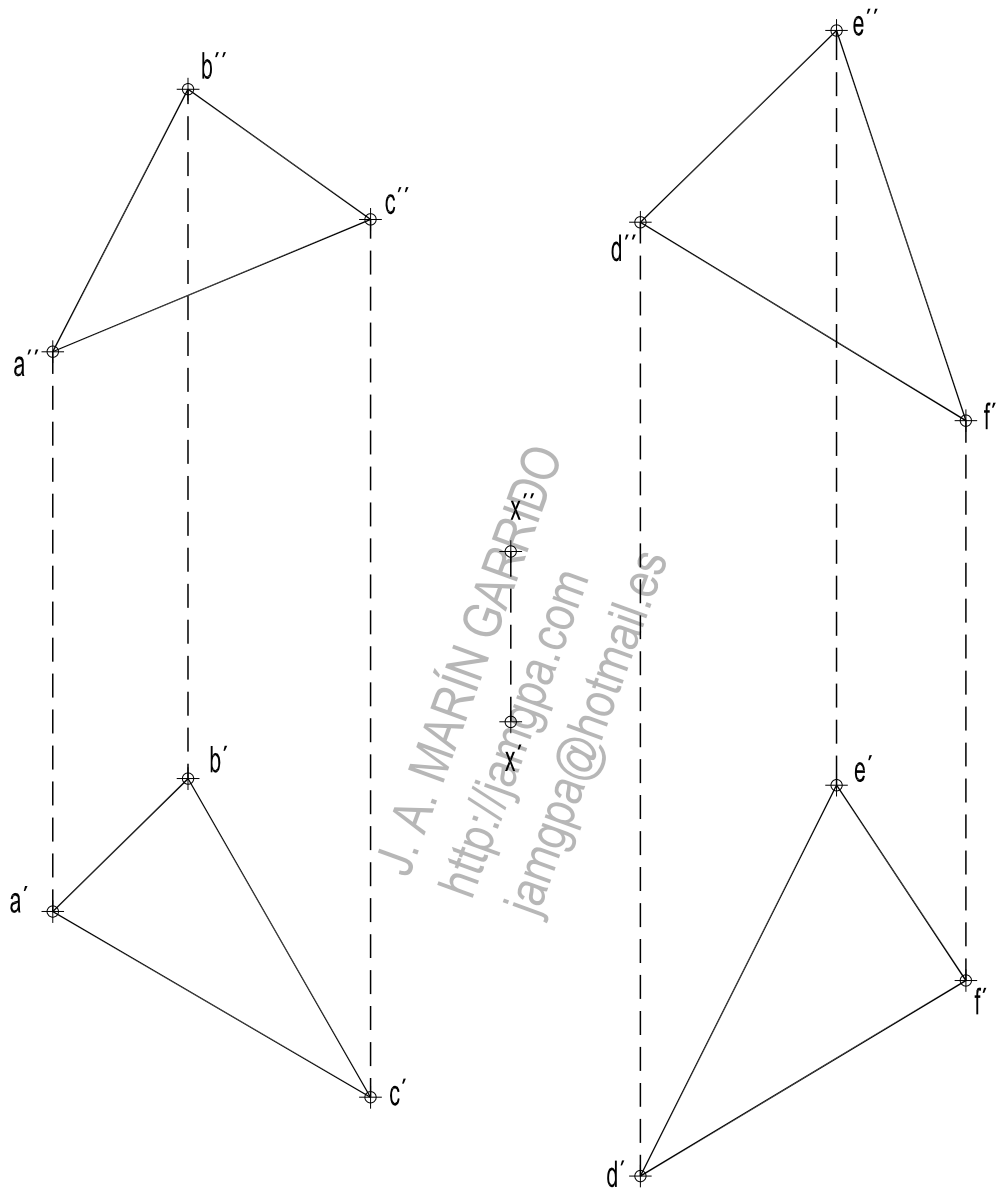 e´´
b´´
c´´
d´´
a´´
f´
x´´
J. A. MARÍN GARRIDO
http://jamgpa.com
jamgpa@hotmail.es
x´
b´
e´
a´
f´
c´
d´